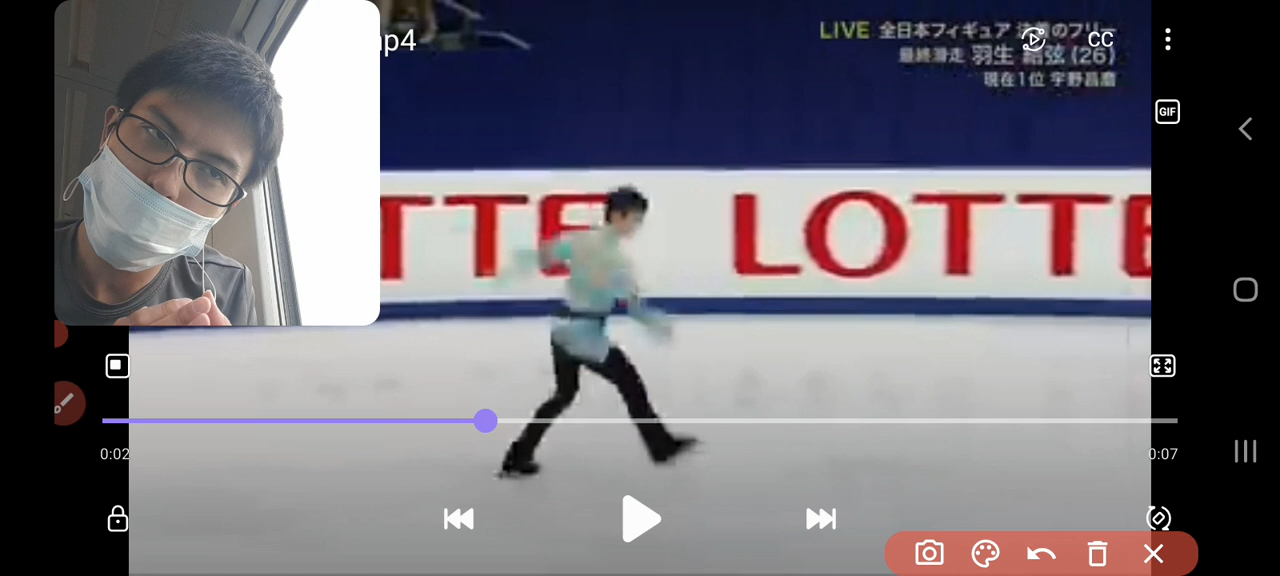 .mp4
LIVE 全日本フィギュア 決着のフリー
CC
最終滑走 羽生 結弦 (26)
現在1位 宇野昌磨
GIF
TTE LOTTE
0:02
0:07